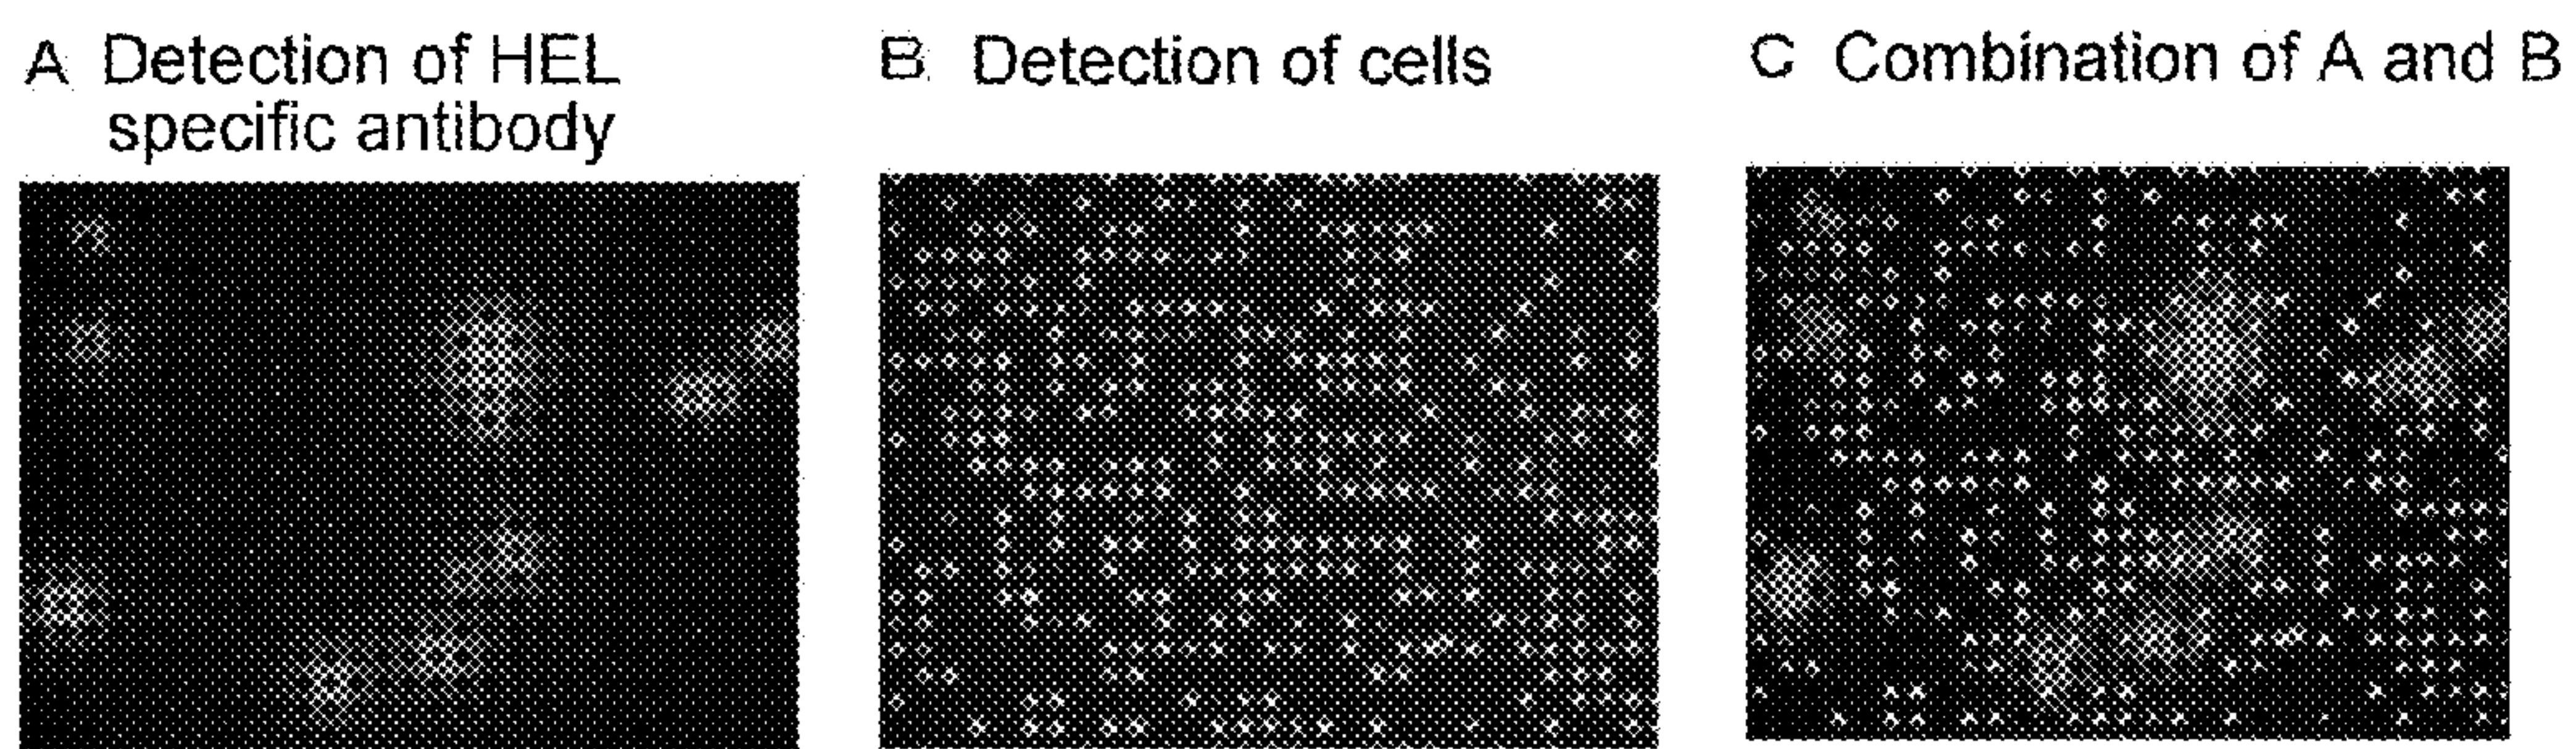 A Detection of HEL
specific antibody
B Detection of cells
C Combination of A and B